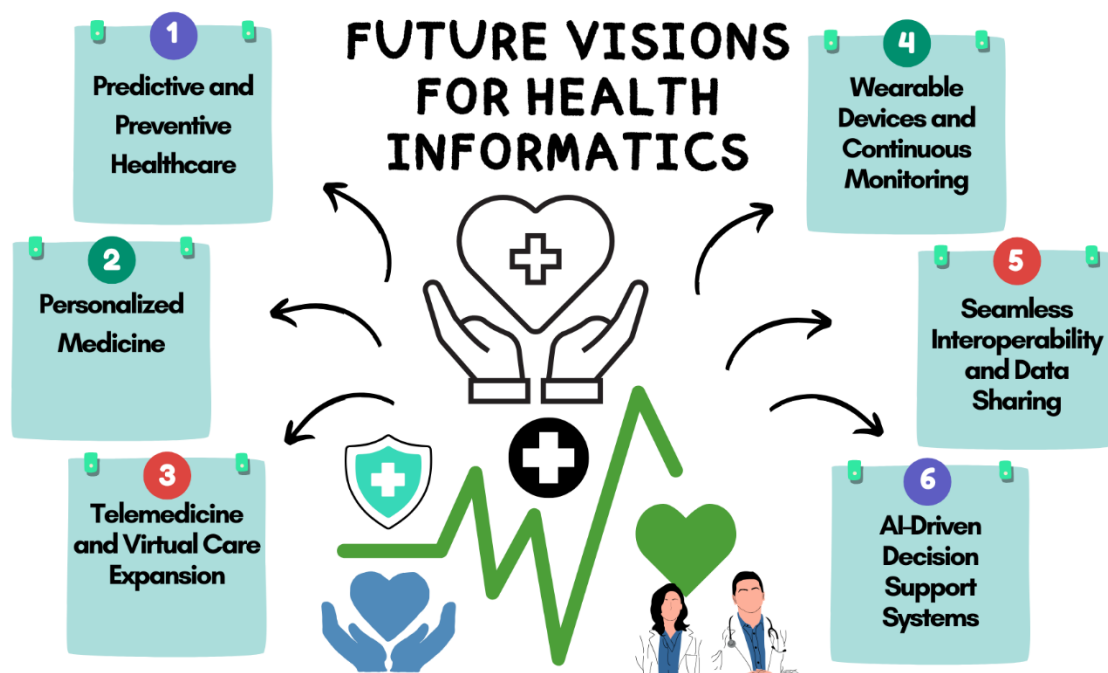 FUTURE VISIONS
FOR HEALTH
INFORMATICS
1
Predictive and
Preventive
Healthcare
2
Personalized
Medicine
3
Telemedicine
and Virtual Care
Expansion
4
Wearable
Devices and
Continuous
Monitoring
5
Seamless
Interoperability
and Data
Sharing
6
AI-Driven
Decision
Support
Systems